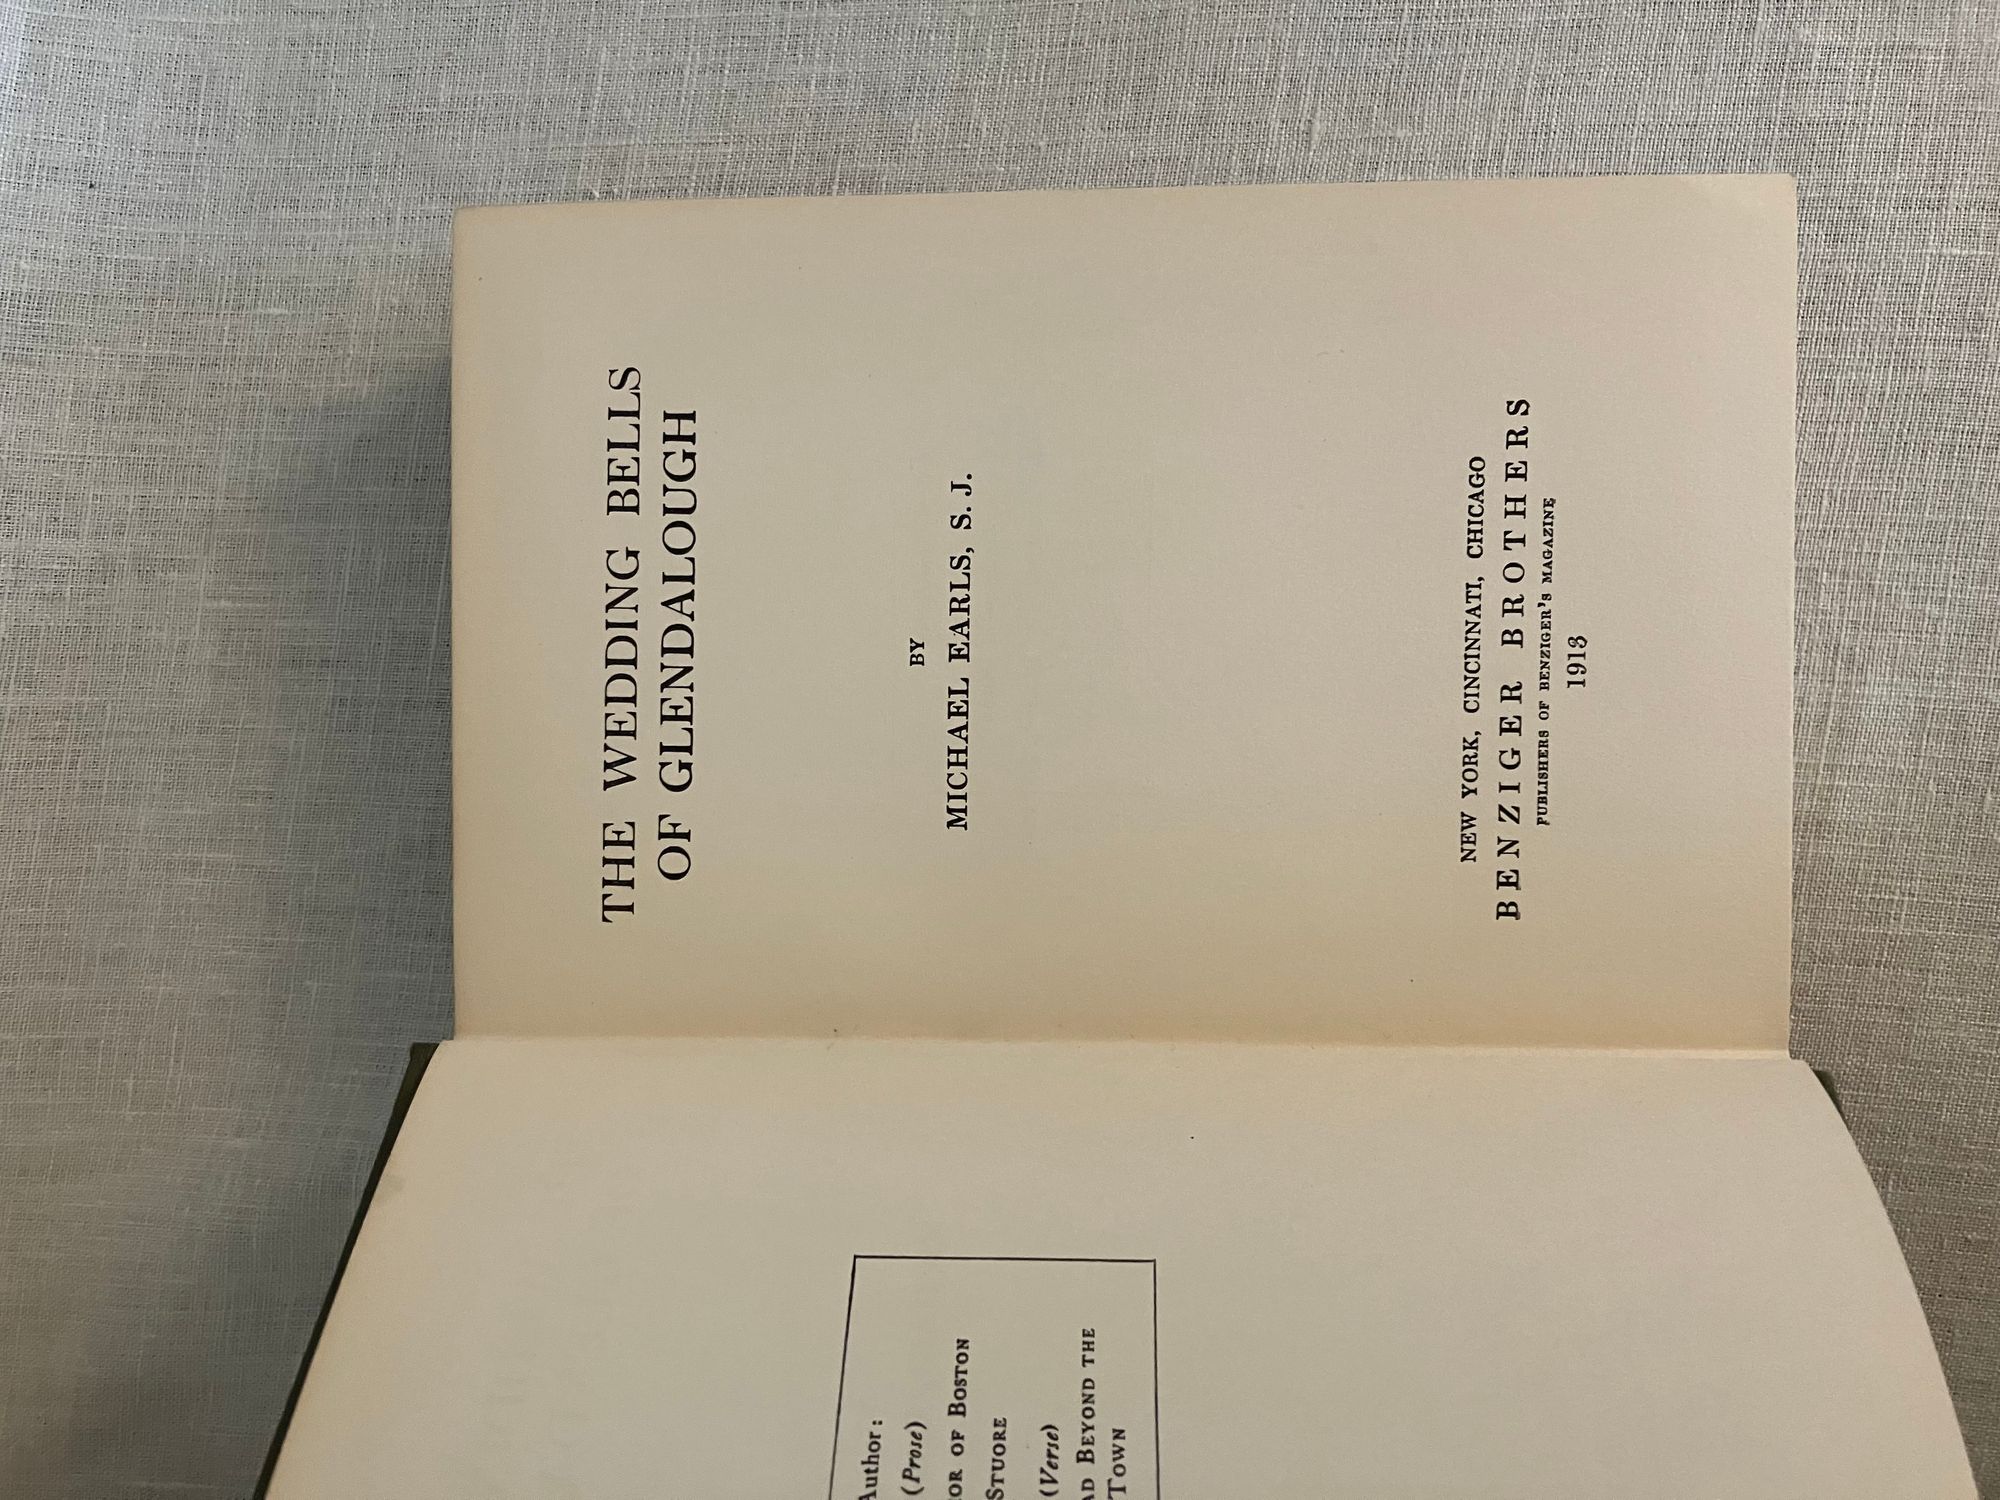 Author:
(Prose)
OF BOSTON
STUORE
(Verse)
BEYOND THE
TOWN
THE WEDDING BELLS
OF GLENDALOUGH
BY
MICHAEL EARLS, S. J.
NEW YORK, CINCINNATI, CHICAGO
BENZIGER BROTHERS
PUBLISHERS OF BENZIGER'S MAGAZINE
1913